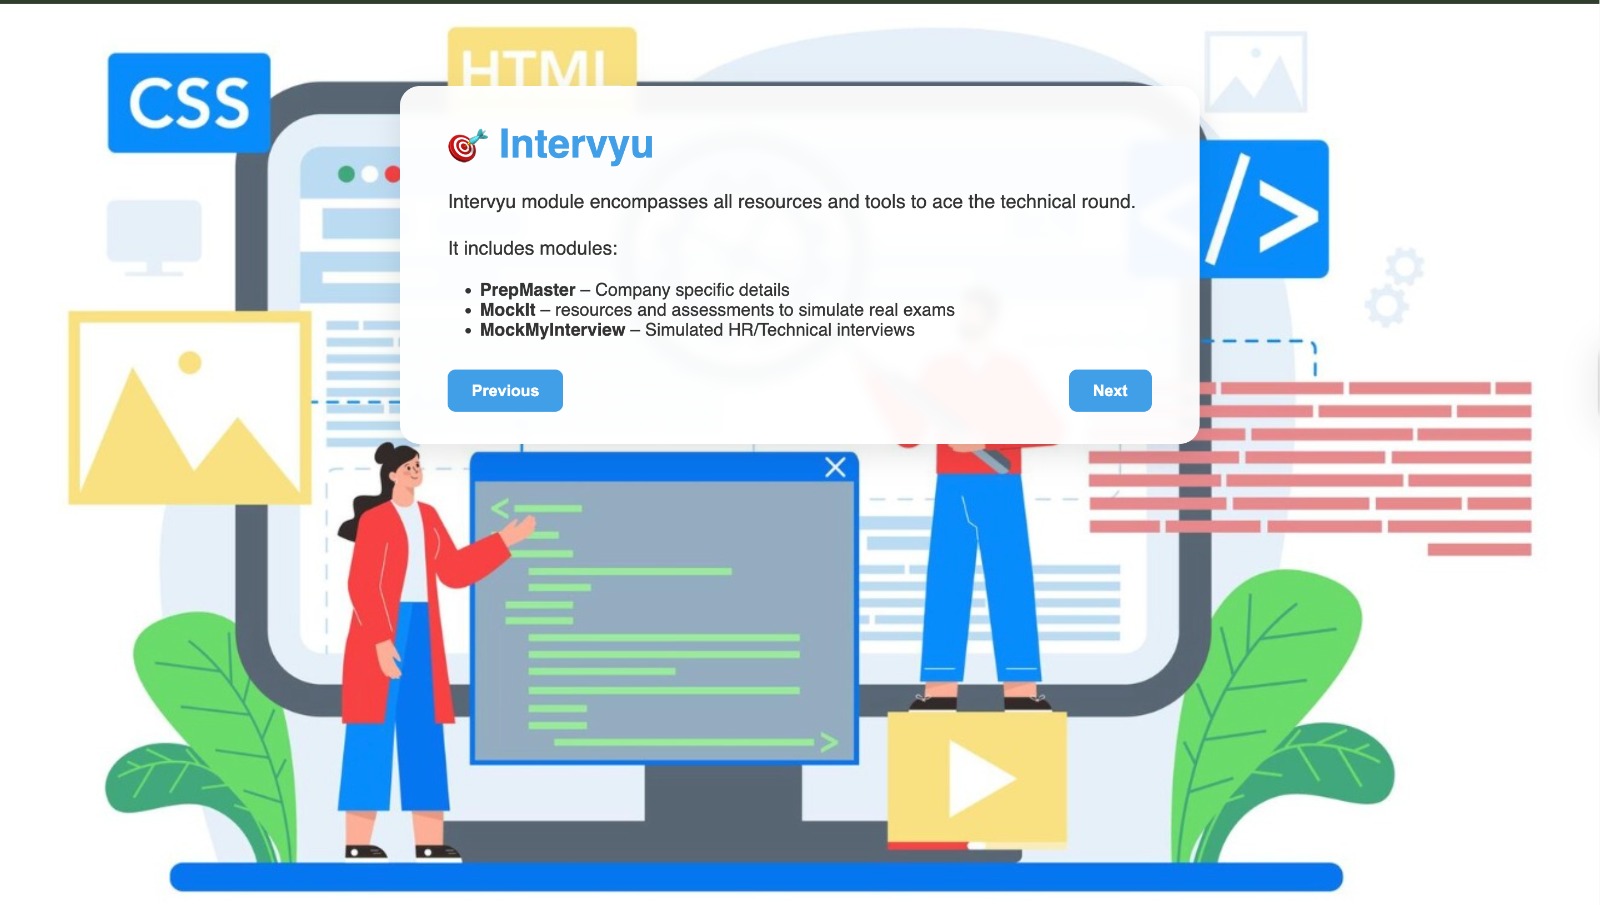 CSS
HTML
🎯 Intervyu
Intervyu module encompasses all resources and tools to ace the technical round.
It includes modules:
• PrepMaster – Company specific details
• MockIt – resources and assessments to simulate real exams
• MockMyInterview – Simulated HR/Technical interviews
Previous
Next
</>